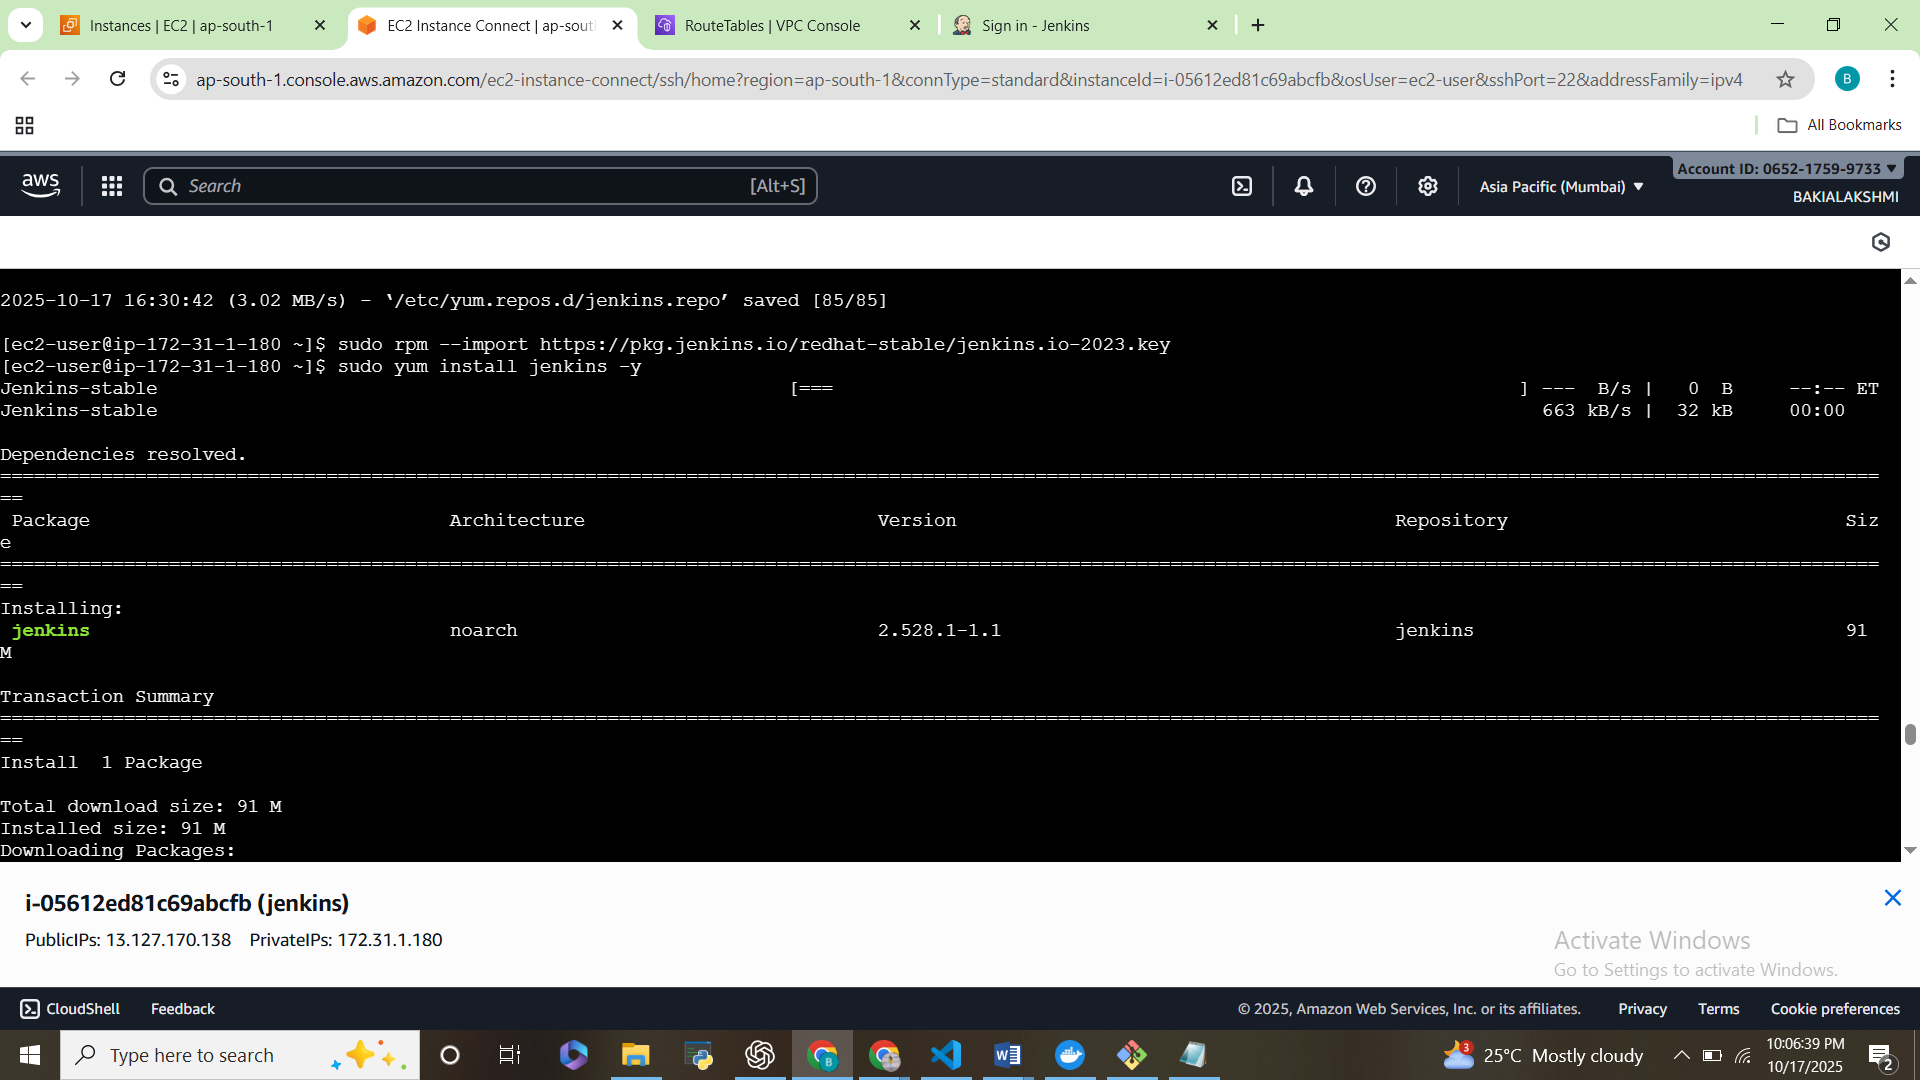 Instances | EC2 | ap-south-1
EC2 Instance Connect | ap-sout
RouteTables | VPC Console
Sign in - Jenkins
ap-south-1.console.aws.amazon.com/ec2-instance-connect/ssh/home?region=ap-south-1&connType=standard&instanceId=i-05612ed81c69abcfb&osUser=ec2-user&sshPort=22&addressFamily=ipv4
B
All Bookmarks
aws
Search [Alt+S]
Asia Pacific (Mumbai)
Account ID: 0652-1759-9733
BAKIALAKSHMI
2025-10-17 16:30:42 (3.02 MB/s) - ‘/etc/yum.repos.d/jenkins.repo’ saved [85/85]
[ec2-user@ip-172-31-1-180 ~]$ sudo rpm --import https://pkg.jenkins.io/redhat-stable/jenkins.io-2023.key
[ec2-user@ip-172-31-1-180 ~]$ sudo yum install jenkins -y
Jenkins-stable [=== ] --- B/s | 0 B --:-- ET
Jenkins-stable 663 kB/s | 32 kB 00:00
Dependencies resolved.
================================================================================================================================================================
==
Package Architecture Version Repository Siz
e
================================================================================================================================================================
==
Installing:
jenkins noarch 2.528.1-1.1 jenkins 91
M
Transaction Summary
================================================================================================================================================================
==
Install 1 Package
Total download size: 91 M
Installed size: 91 M
Downloading Packages:
i-05612ed81c69abcfb (jenkins)
PublicIPs: 13.127.170.138 PrivateIPs: 172.31.1.180
Activate Windows
Go to Settings to activate Windows.
CloudShell Feedback
© 2025, Amazon Web Services, Inc. or its affiliates. Privacy Terms Cookie preferences
Type here to search
B
3
25°C Mostly cloudy
10:06:39 PM
10/17/2025
2